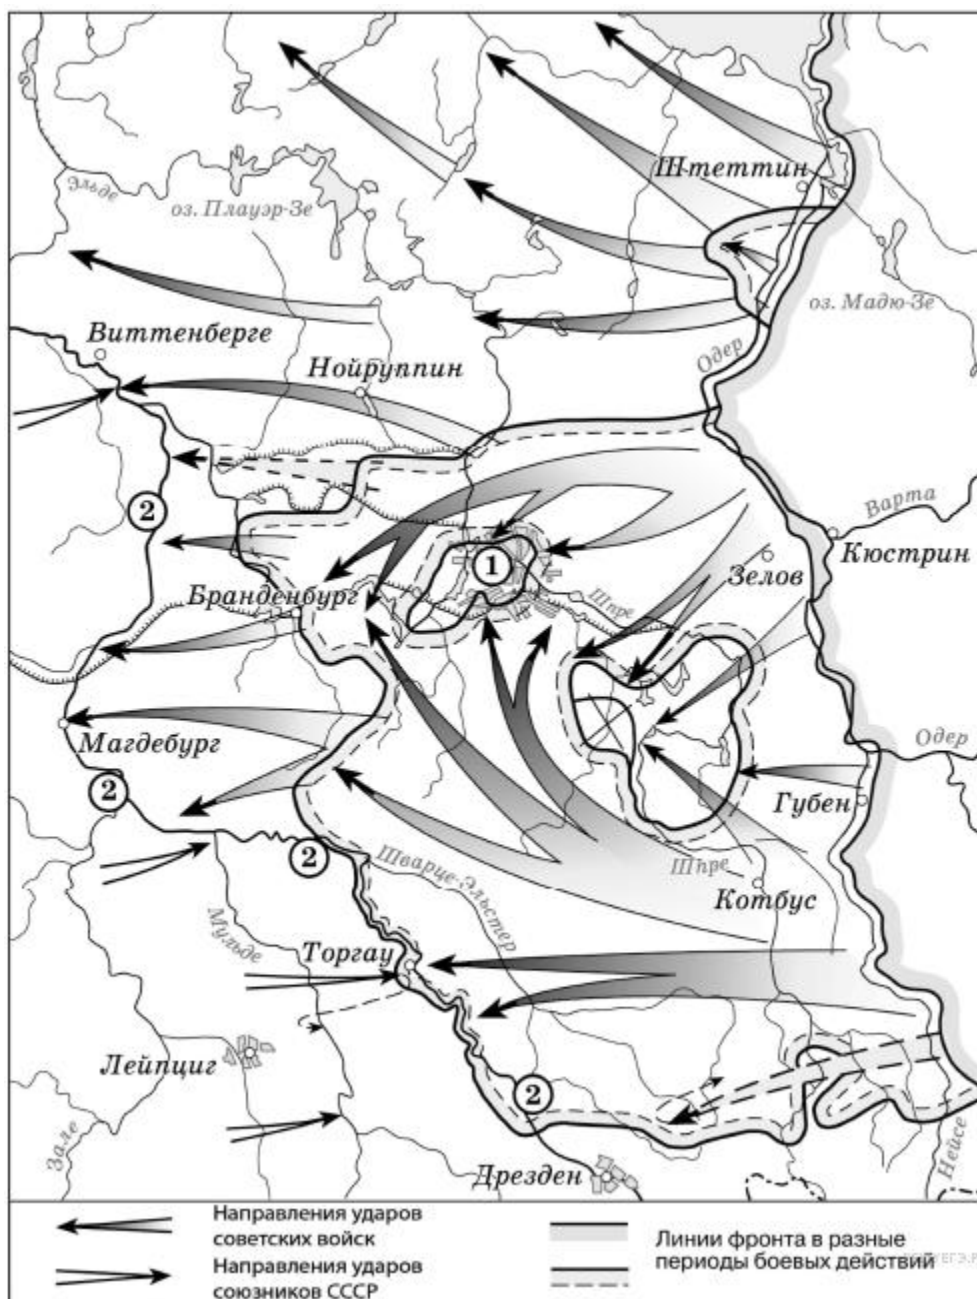 Штеттин
Эльде
оз. Плауэр-Зе
оз. Мадю-Зе
Виттенберге
Одер
Нойруппин
Варта
2
1
Кюстрин
Зелов
Бранденбург
Шпре
Магдебург
Одер
2
Губен
2
Шпре
Шварце-Эльстер
Котбус
Мульде
Торгау
Лейпциг
2
Зале
Нейсе
Дрезден
Направления ударов
советских войск
Направления ударов
союзников СССР
Линии фронта в разные
периоды боевых действий